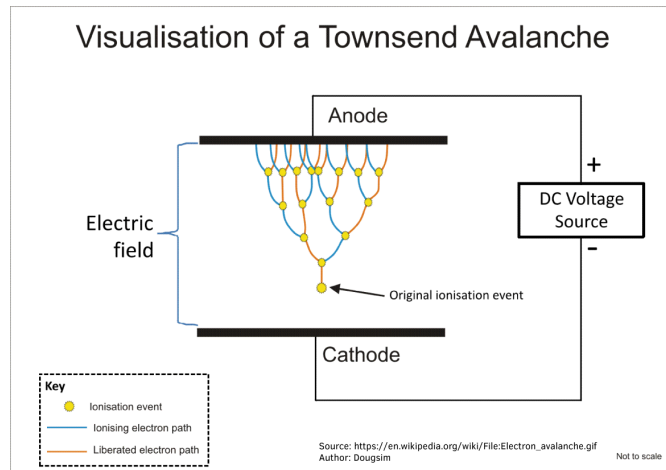 Visualisation of a Townsend Avalanche
Anode
+
DC Voltage
Source
-
Electric
field
Original ionisation event
Cathode
Key
Ionisation event
Ionising electron path
Liberated electron path
Source: https://en.wikipedia.org/wiki/File:Electron_avalanche.gif
Author: Dougsim
Not to scale